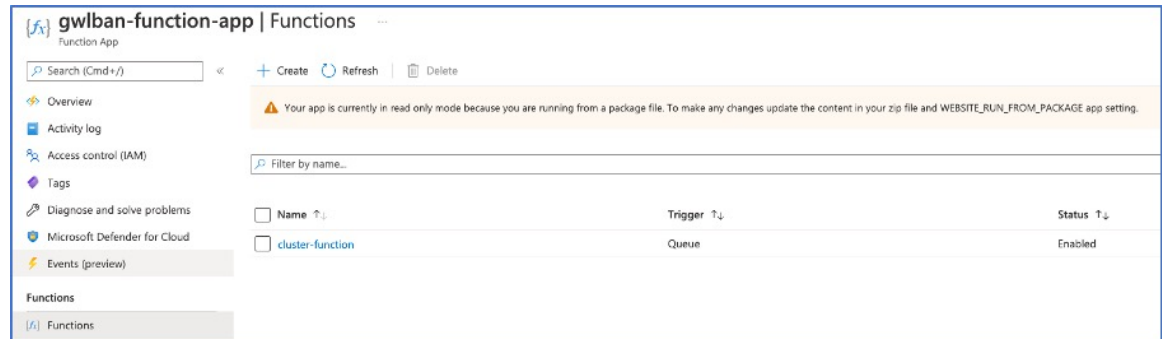 gwlban-function-app | Functions ...
Function App
Search (Cmd+/)
«
Create Refresh Delete
Overview
Activity log
Access control (IAM)
Tags
Diagnose and solve problems
Microsoft Defender for Cloud
Events (preview)
Functions
Functions
Your app is currently in read only mode because you are running from a package file. To make any changes update the content in your zip file and WEBSITE_RUN_FROM_PACKAGE app setting.
Filter by name...
Name ↑↓ Trigger ↑↓ Status ↑↓
cluster-function Queue Enabled